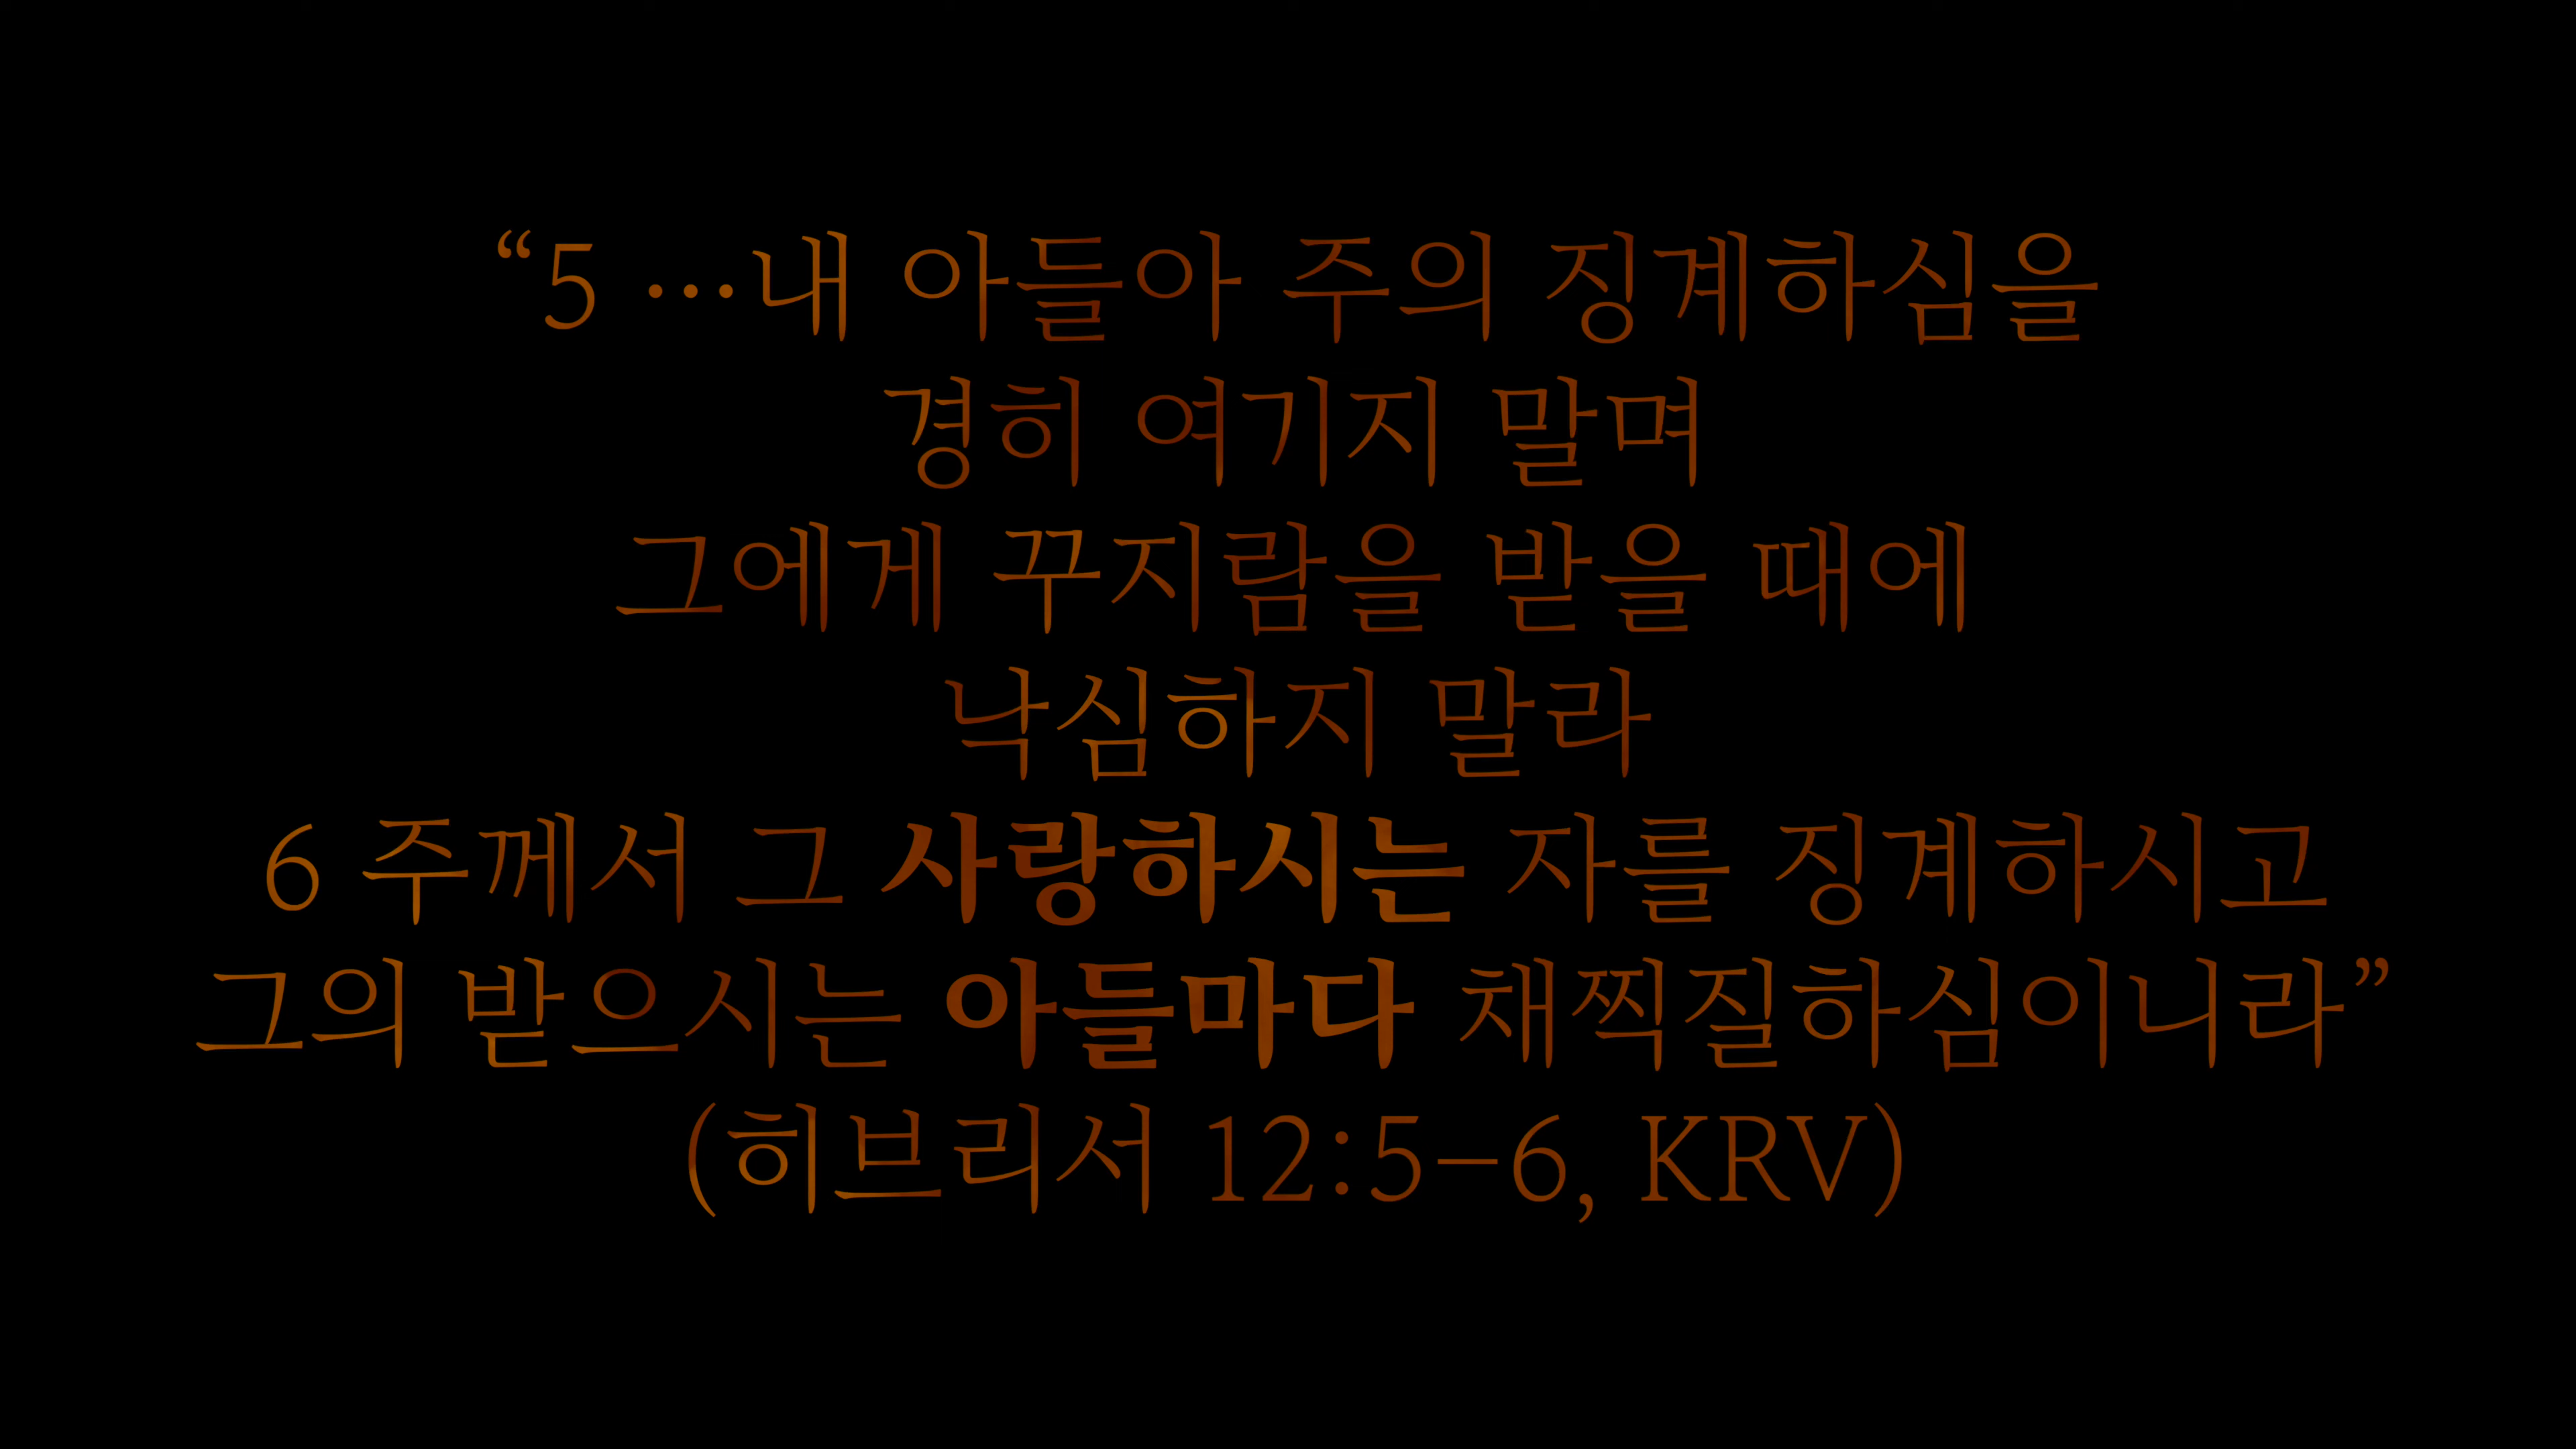 “5 …내 아들아 주의 징계하심을
경히 여기지 말며
그에게 꾸지람을 받을 때에
낙심하지 말라
6 주께서 그 사랑하시는 자를 징계하시고
그의 받으시는 아들마다 채찍질하심이니라”
(히브리서 12:5-6, KRV)